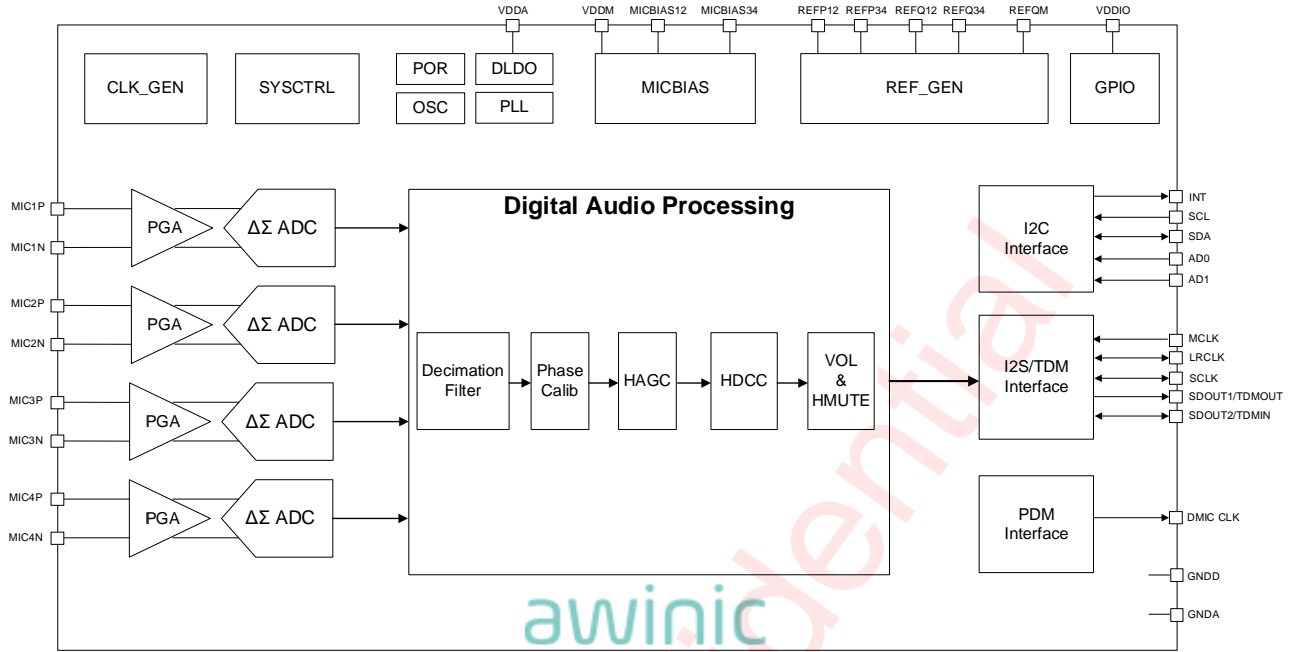 VDDA
VDDM
MICBIAS12
MICBIAS34
REFP12
REFP34
REFQ12
REFQ34
REFQM
VDDIO
CLK_GEN
SYSCTRL
POR
DLDO
OSC
PLL
MICBIAS
REF_GEN
GPIO
MIC1P
MIC1N
PGA
ΔΣ ADC
MIC2P
MIC2N
PGA
ΔΣ ADC
MIC3P
MIC3N
PGA
ΔΣ ADC
MIC4P
MIC4N
PGA
ΔΣ ADC
Digital Audio Processing
Decimation
Filter
Phase
Calib
HAGC
HDCC
VOL
&
HMUTE
I2C
Interface
INT
SCL
SDA
AD0
AD1
I2S/TDM
Interface
MCLK
LRCLK
SCLK
SDOUT1/TDMOUT
SDOUT2/TDMIN
PDM
Interface
DMIC CLK
GNDD
GNDA
awinic
idential